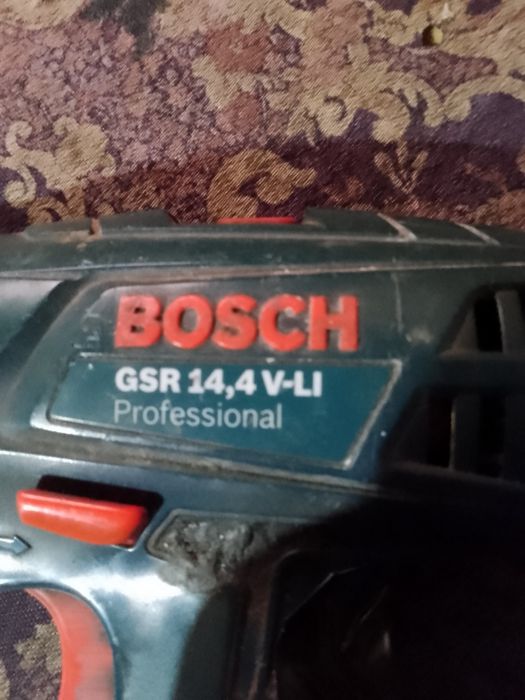 BOSCH
GSR 14,4 V-LI
Professional